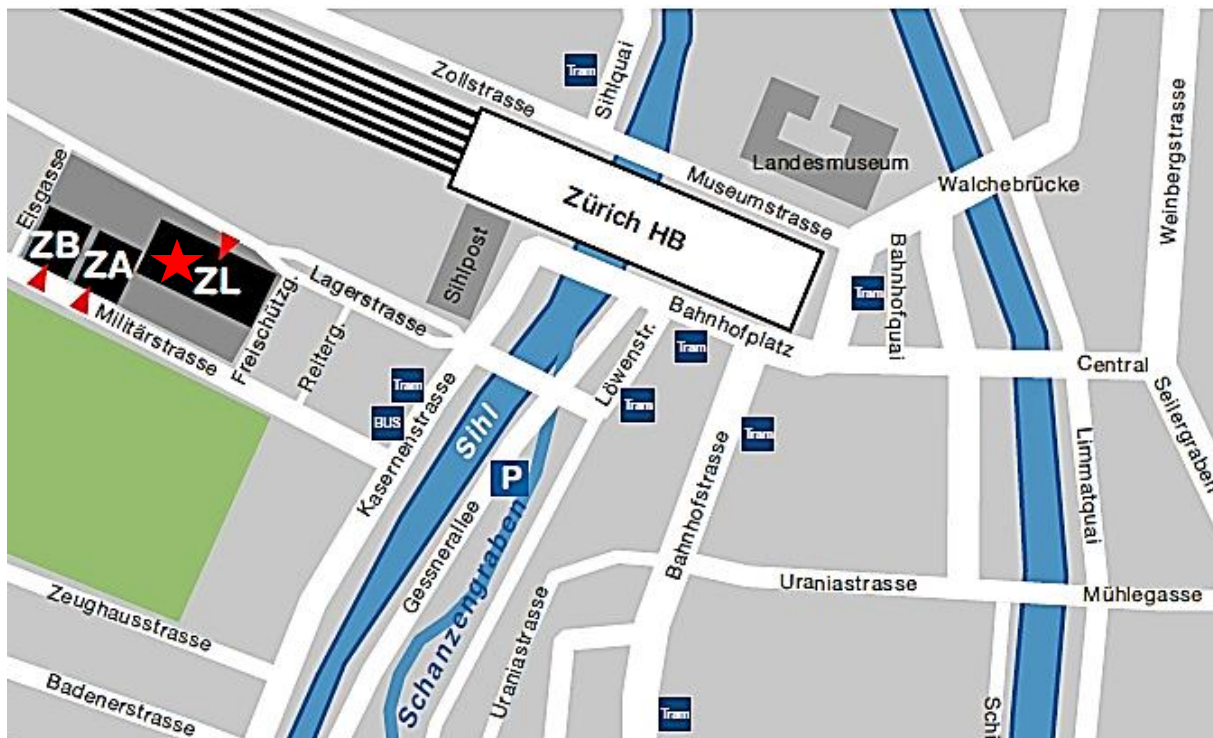 Zollstrasse
Tram
Sihlquai
Landesmuseum
Museumstrasse
Walchebrücke
Weinbergstrasse
Zürich HB
Eisgasse
ZB
ZA
ZL
Militärstrasse
Freischützg.
Reiterg.
Lagerstrasse
Sihlpost
Bahnhofplatz
Bahnhofquai
Tram
Tram
Löwenstr.
Tram
Central
Seilergraben
Tram
BUS
Kasernenstrasse
Sihl
P
Tram
Bahnhofstrasse
Limmatquai
Gessnerallee
Schanzengraben
Uraniastrasse
Uraniastrasse
Mühlegasse
Zeughausstrasse
Badenerstrasse
Tram
Schi